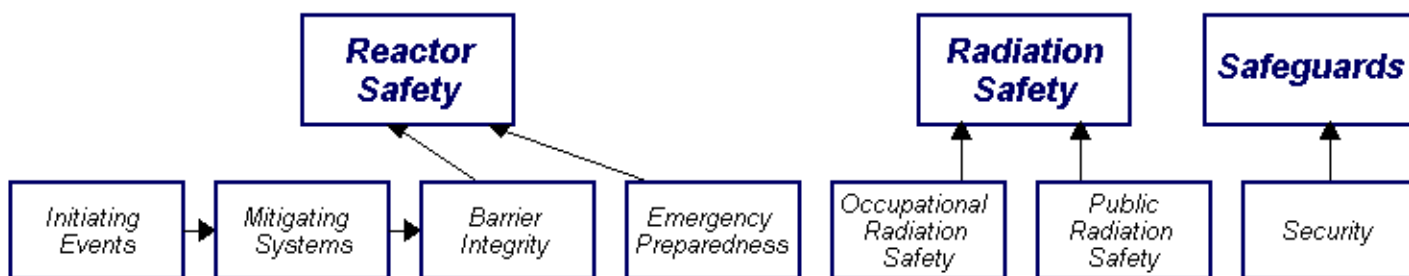 Reactor
Safety
Radiation
Safety
Safeguards
Initiating
Events
Mitigating
Systems
Barrier
Integrity
Emergency
Preparedness
Occupational
Radiation
Safety
Public
Radiation
Safety
Security